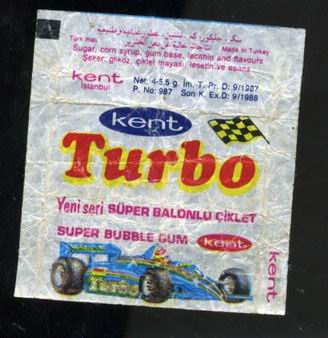 Türk malı
Made in Turkey
Sugar, corn syrup, gum base, lecithin and flavours
Şeker, glikoz, çiklet mayası, lesetin ve esans.
kent
İstanbul
Net: 4-5,5 g. İm. T. Pr. D: 9/1987
P. No: 987 Son K. Ex. D: 9/1988
kent
Turbo
Yeni seri SÜPER BALONLU ÇİKLET
SUPER BUBBLE GUM kent
kent